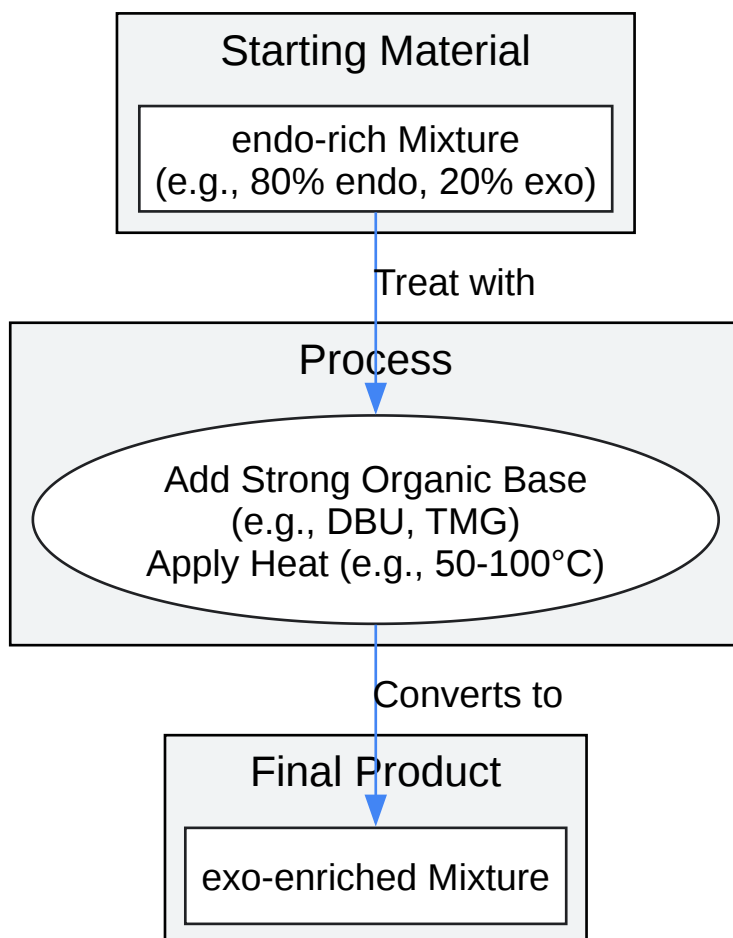 Starting Material
endo-rich Mixture
(e.g., 80% endo, 20% exo)
Treat with
Process
Add Strong Organic Base
(e.g., DBU, TMG)
Apply Heat (e.g., 50-100°C)
Converts to
Final Product
exo-enriched Mixture